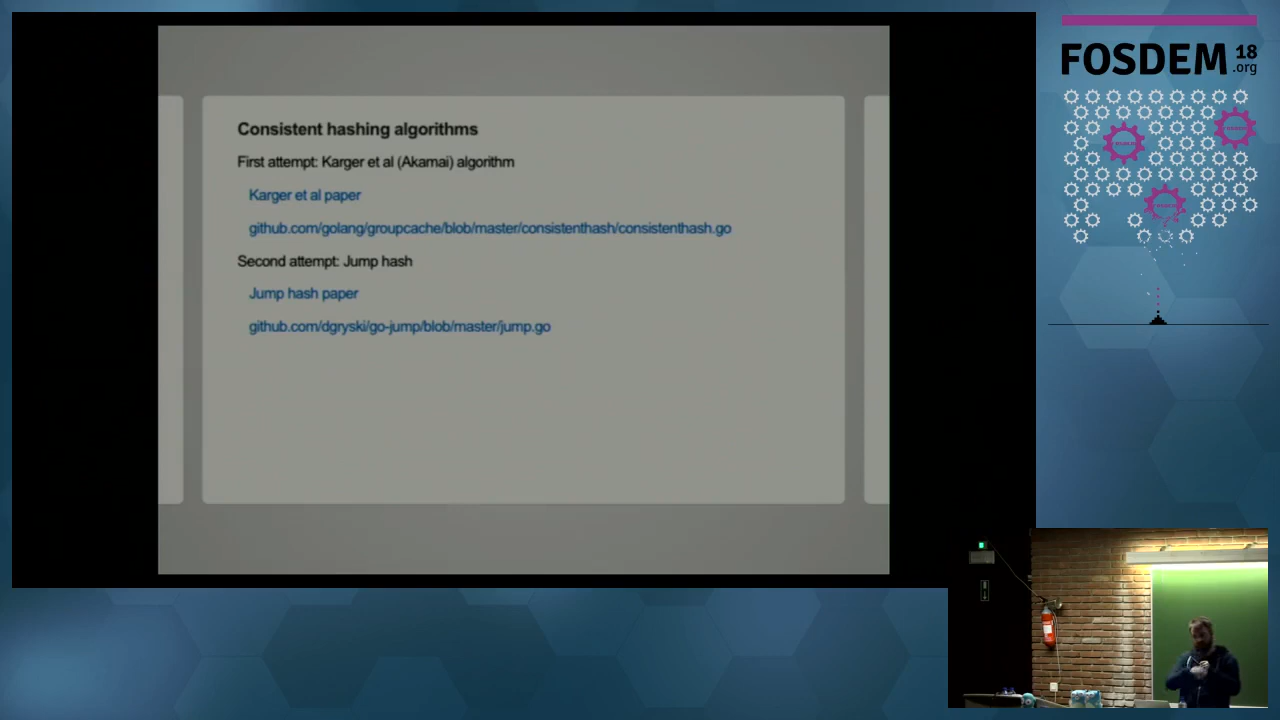 Consistent hashing algorithms
First attempt: Karger et al (Akamai) algorithm
Karger et al paper
github.com/golang/groupcache/blob/master/consistenthash/consistenthash.go
Second attempt: Jump hash
Jump hash paper
github.com/dgryski/go-jump/blob/master/jump.go
FOSDEM 18
.org